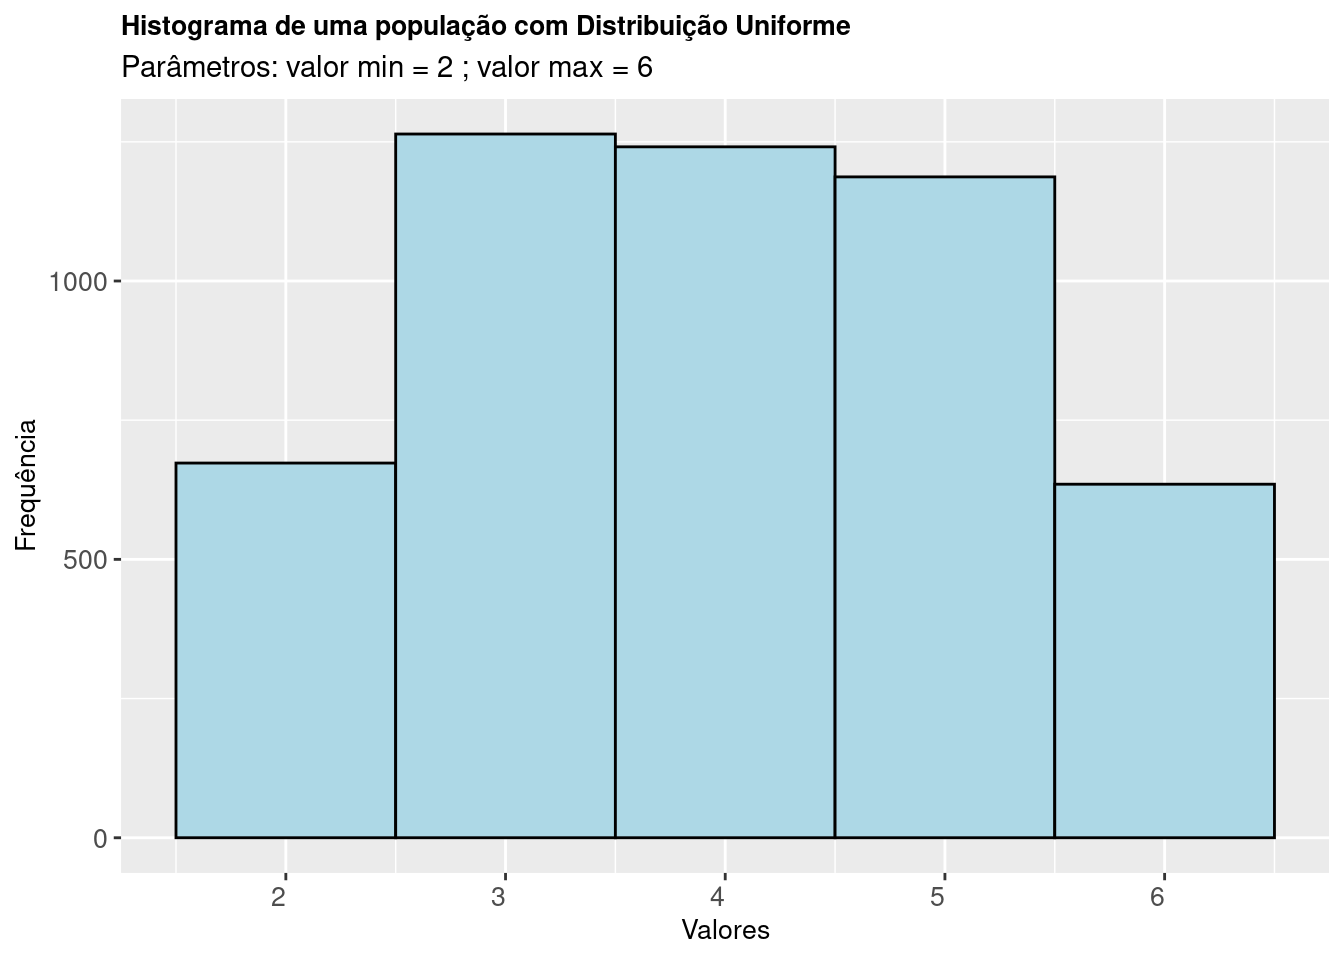 Histograma de uma população com Distribuição Uniforme
Parâmetros: valor min = 2 ; valor max = 6
Frequência
1000
500
0
2 3 4 5 6
Valores